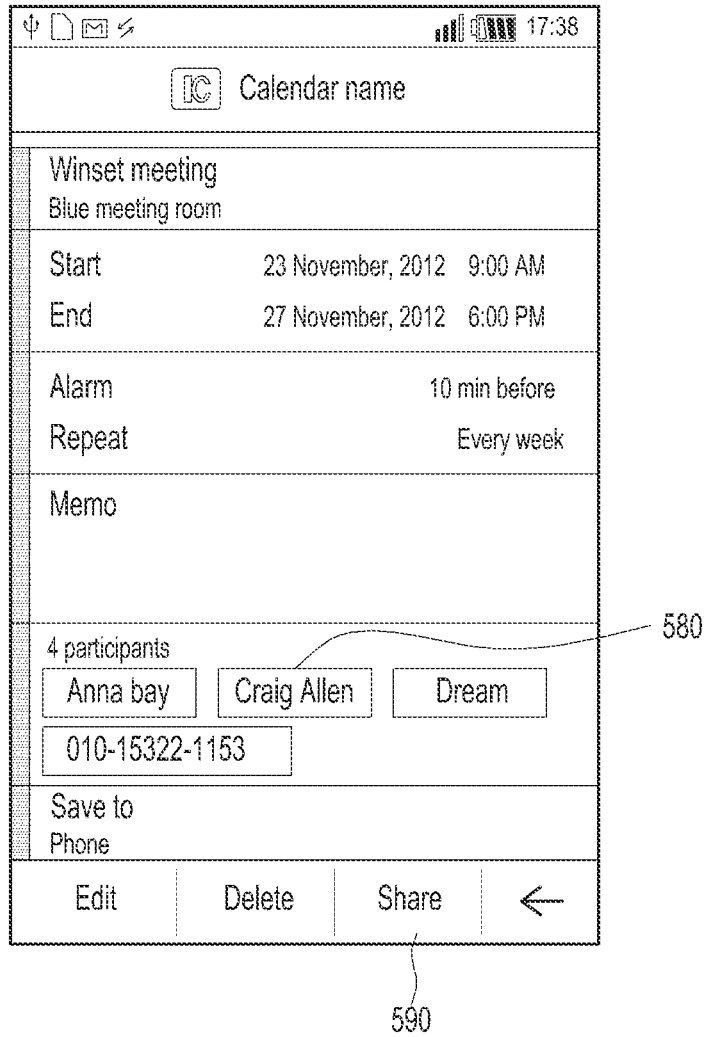 17:38
IC Calendar name
Winset meeting
Blue meeting room
Start 23 November, 2012 9:00 AM
End 27 November, 2012 6:00 PM
Alarm 10 min before
Repeat Every week
Memo
580
4 participants
Anna bay Craig Allen Dream
010-15322-1153
Save to
Phone
Edit Delete Share
590